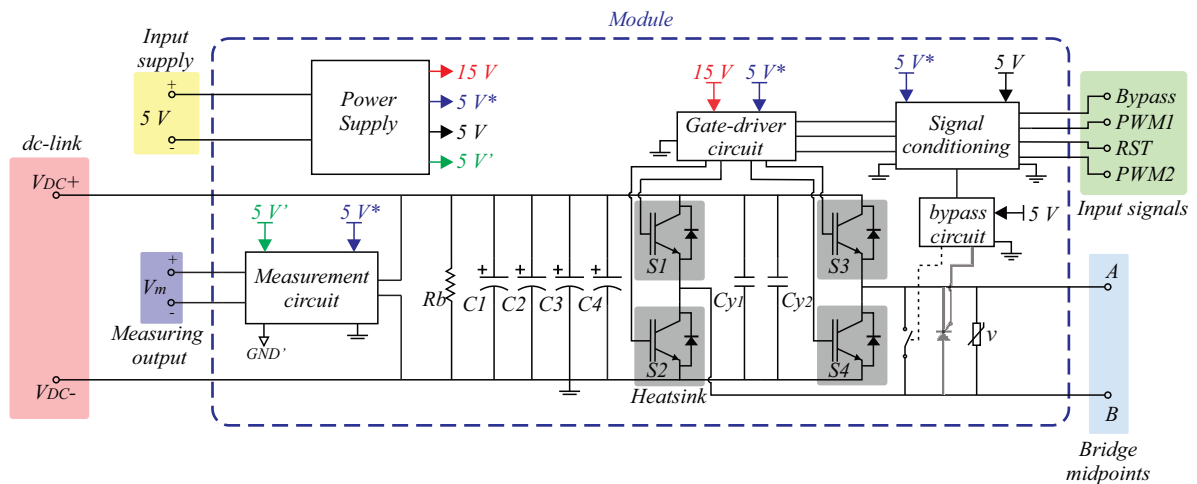 Module
Input
supply
+
5 V
-
Power
Supply
15 V
5 V*
5 V
5 V’
15 V
5 V*
Gate-driver
circuit
5 V*
5 V
Signal
conditioning
Bypass
PWM1
RST
PWM2
Input signals
dc-link
VDC+
VDC-
5 V’
5 V*
Measurement
circuit
GND’
+
Vm
-
Measuring
output
Rb
+
C1
+
C2
+
C3
+
C4
S1
S2
Heatsink
Cy1
Cy2
S3
S4
bypass
circuit
5 V
v
A
B
Bridge
midpoints